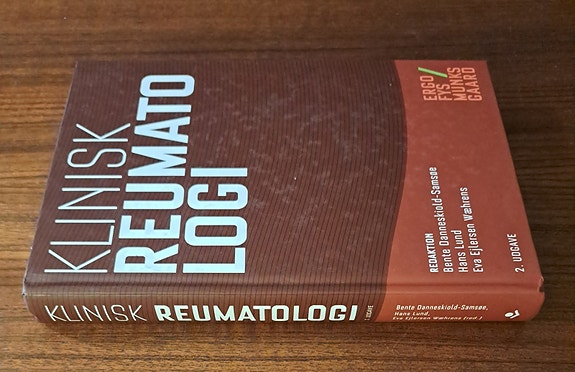 KLINISK
REUMATO
LOGI
ERGO/
FYS
MUNKS
GAARD
REDAKTION
Bente Danneskiold-Samsøe
Hans Lund
Eva Ejlersen Wæhrens
2. UDGAVE
KLINISK REUMATOLOGI
2. UDGAVE
Bente Danneskiold-Samsøe,
Hans Lund,
Eva Ejlersen Wæhrens (red.)